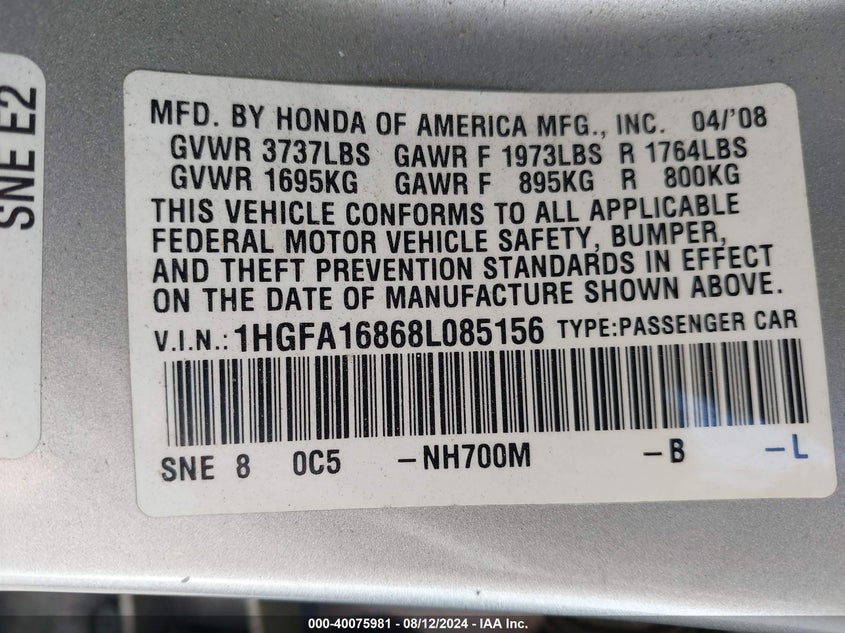 SNE E2
MFD. BY HONDA OF AMERICA MFG., INC. 04/'08
GVWR 3737LBS GAWR F 1973LBS R 1764LBS
GVWR 1695KG GAWR F 895KG R 800KG
THIS VEHICLE CONFORMS TO ALL APPLICABLE
FEDERAL MOTOR VEHICLE SAFETY, BUMPER,
AND THEFT PREVENTION STANDARDS IN EFFECT
ON THE DATE OF MANUFACTURE SHOWN ABOVE.
V.I.N.: 1HGFA16868L085156 TYPE:PASSENGER CAR
SNE 8 0C5 -NH700M -B -L
000-40075981 - 08/12/2024 - IAA Inc.